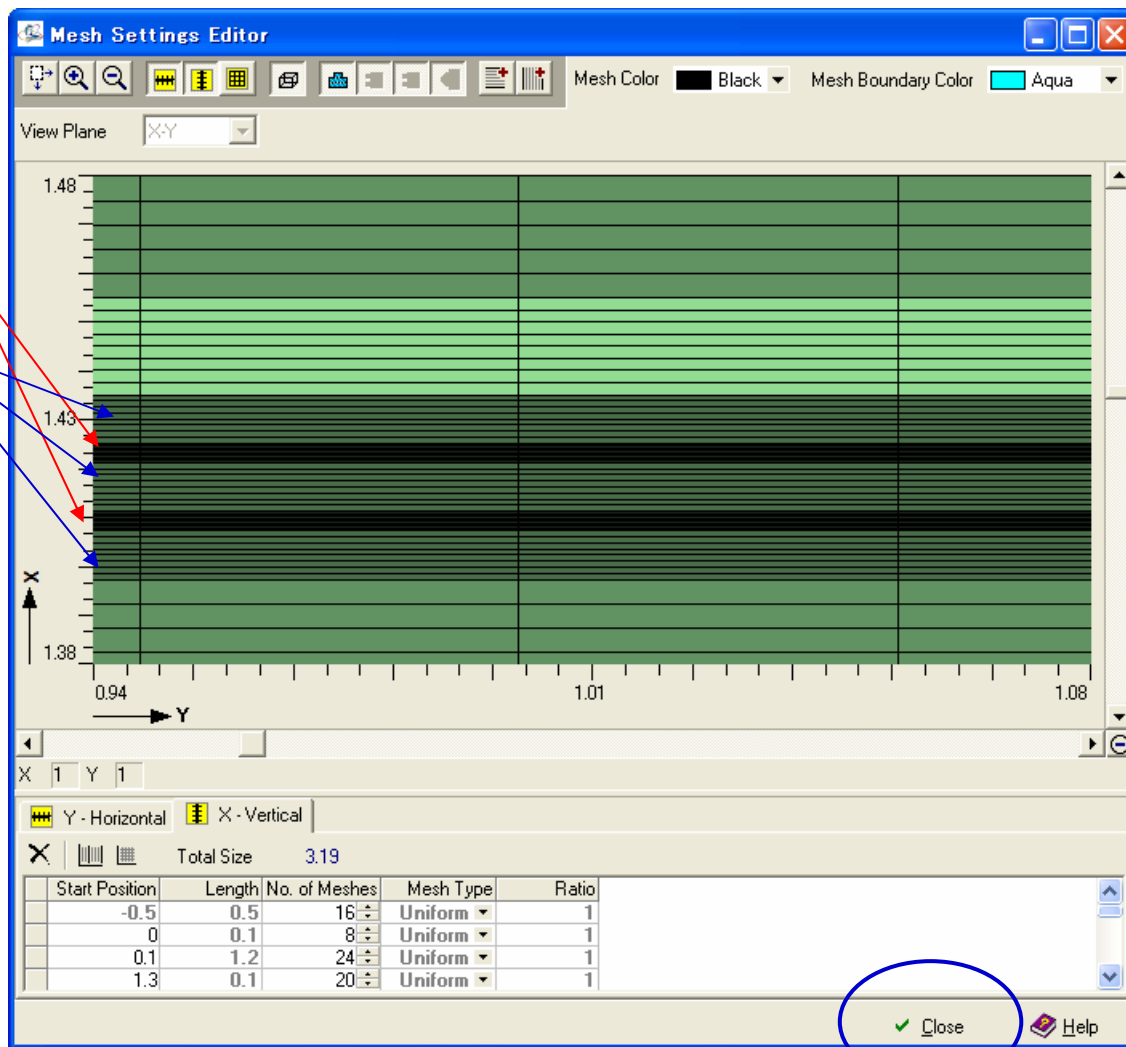 Mesh Settings Editor
Mesh Color Black Mesh Boundary Color Aqua
View Plane X-Y
1.48
1.43
1.38
X
0.94 1.01 1.08
Y
X 1 Y 1
Y - Horizontal X - Vertical
Total Size 3.19
Start Position Length No. of Meshes Mesh Type Ratio
-0.5 0.5 16 Uniform 1
0 0.1 8 Uniform 1
0.1 1.2 24 Uniform 1
1.3 0.1 20 Uniform 1
Close Help